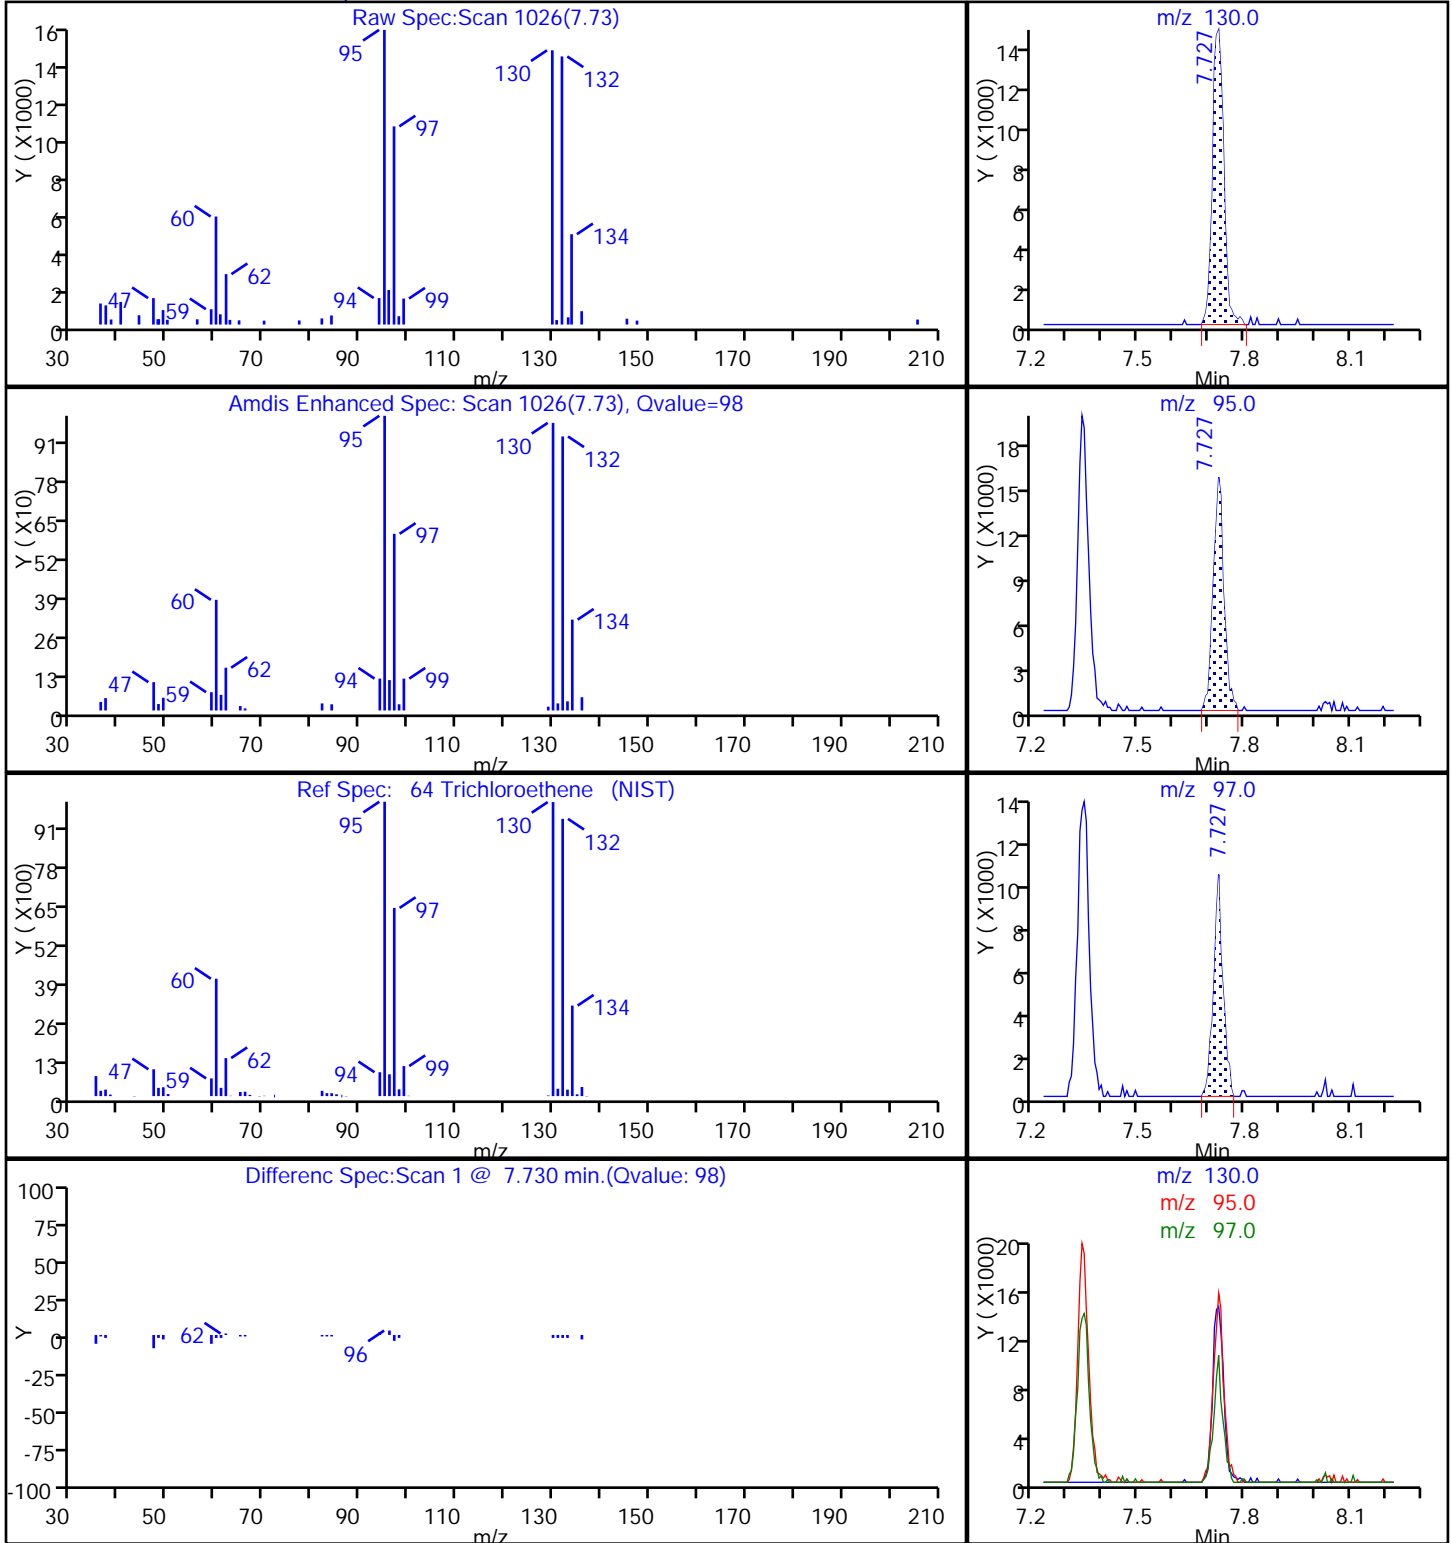 Raw Spec:Scan 1026(7.73)
Y ( X1000)
16
14
12
10
8
6
4
2
0
95
130
132
97
60
134
62
47
59
94
99
30 50 70 90 110 130 150 170 190 210
m/z
m/z 130.0
Y ( X1000)
14
12
10
8
6
4
2
0
7.727
7.2 7.5 7.8 8.1
Min
Amdis Enhanced Spec: Scan 1026(7.73), Qvalue=98
Y ( X10)
91
78
65
52
39
26
13
0
95
130
132
97
60
134
62
47
59
94
99
30 50 70 90 110 130 150 170 190 210
m/z
m/z 95.0
Y ( X1000)
18
15
12
9
6
3
0
7.727
7.2 7.5 7.8 8.1
Min
Ref Spec: 64 Trichloroethene (NIST)
Y ( X100)
91
78
65
52
39
26
13
0
95
130
132
97
60
134
62
47
59
94
99
30 50 70 90 110 130 150 170 190 210
m/z
m/z 97.0
Y ( X1000)
14
12
10
8
6
4
2
0
7.727
7.2 7.5 7.8 8.1
Min
Differenc Spec:Scan 1 @ 7.730 min.(Qvalue: 98)
Y
100
75
50
25
0
-25
-50
-75
-100
62
96
30 50 70 90 110 130 150 170 190 210
m/z
m/z 130.0
m/z 95.0
m/z 97.0
Y ( X1000)
20
16
12
8
4
0
7.2 7.5 7.8 8.1
Min